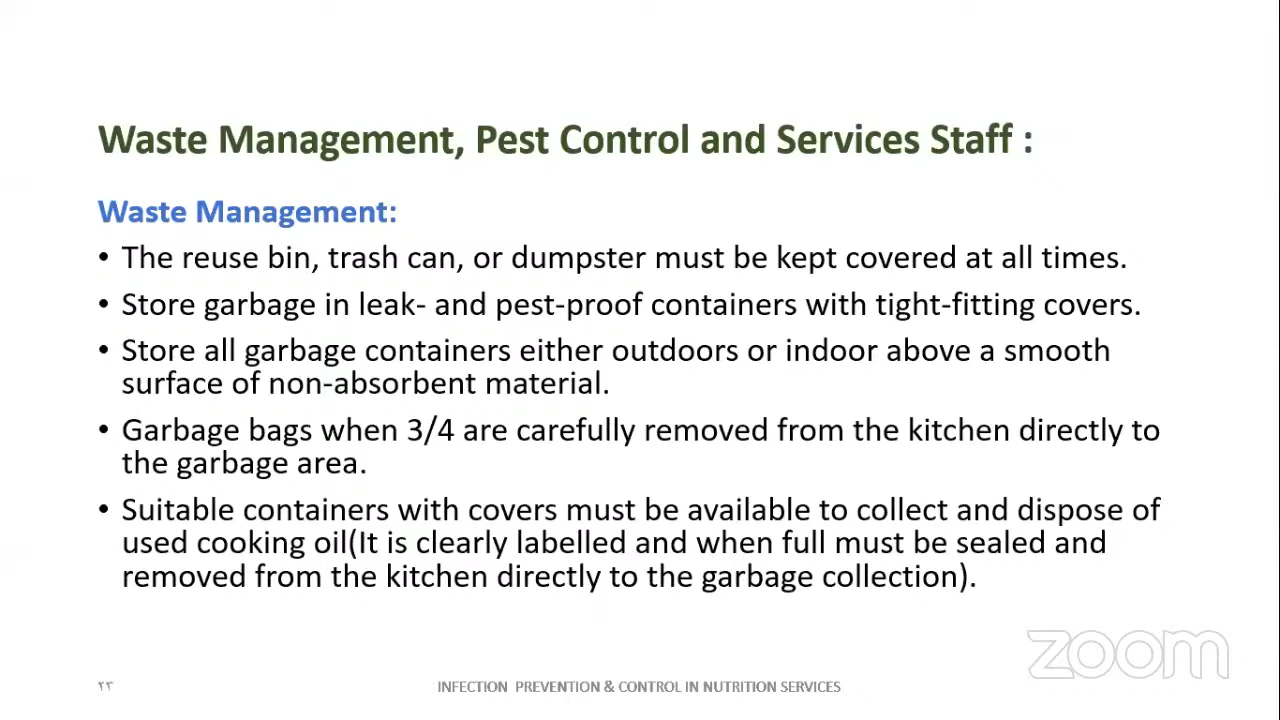 Waste Management, Pest Control and Services Staff :
Waste Management:
• The reuse bin, trash can, or dumpster must be kept covered at all times.
• Store garbage in leak- and pest-proof containers with tight-fitting covers.
• Store all garbage containers either outdoors or indoor above a smooth
surface of non-absorbent material.
• Garbage bags when 3/4 are carefully removed from the kitchen directly to
the garbage area.
• Suitable containers with covers must be available to collect and dispose of
used cooking oil(It is clearly labelled and when full must be sealed and
removed from the kitchen directly to the garbage collection).
zoom
٢٣
INFECTION PREVENTION & CONTROL IN NUTRITION SERVICES